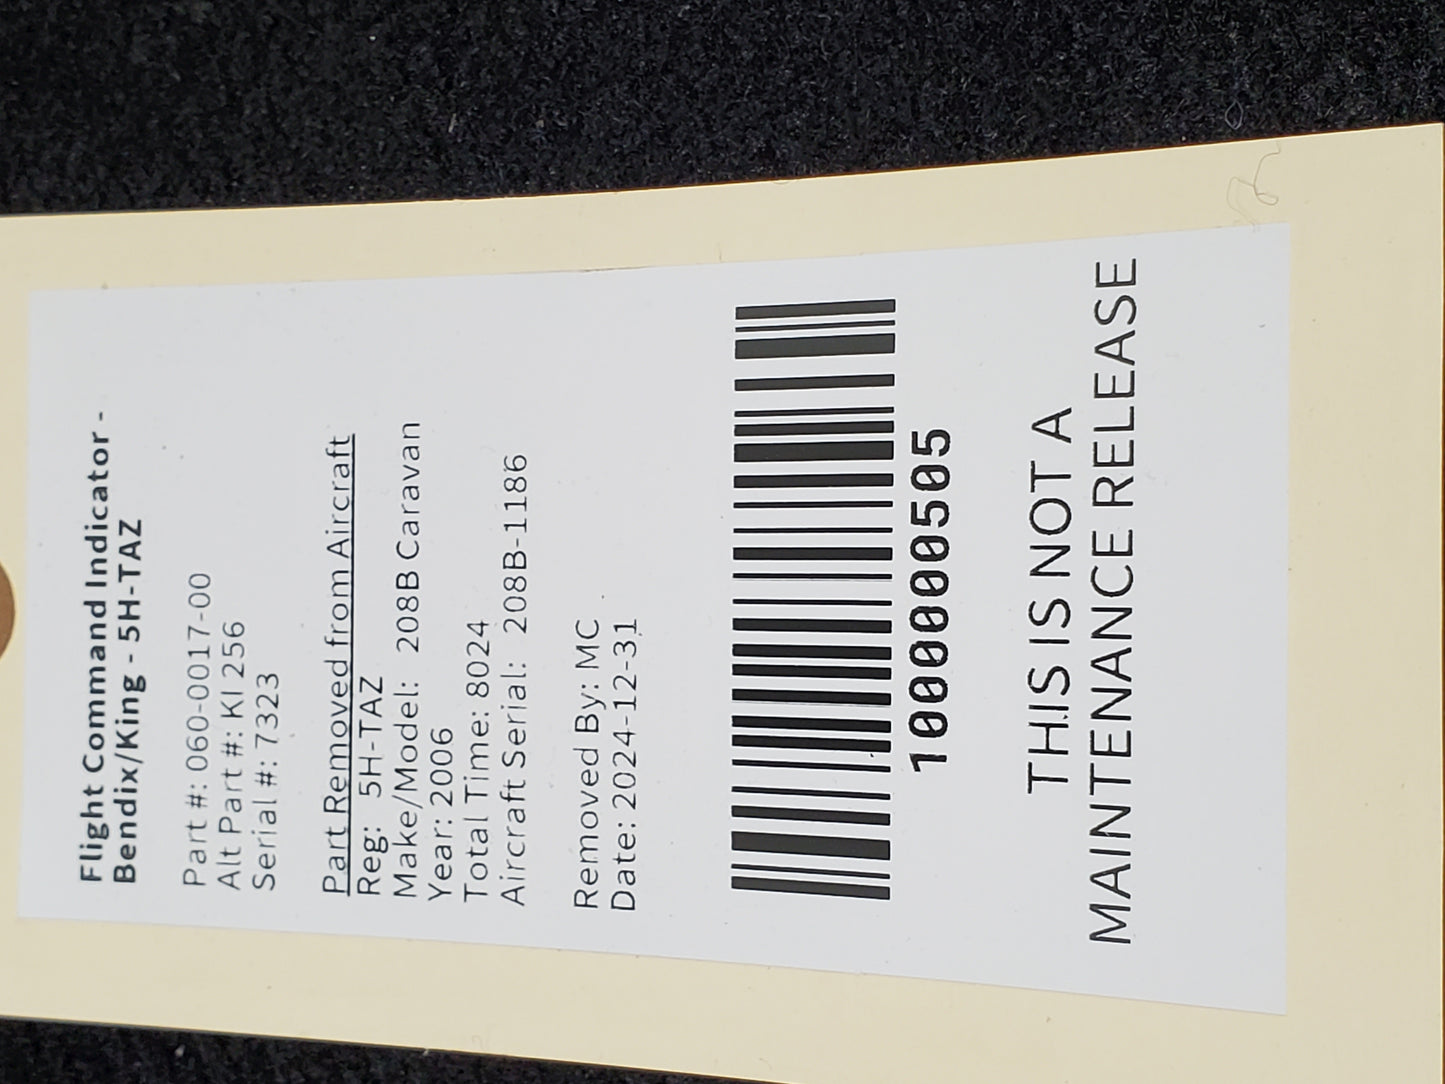 Flight Command Indicator -
Bendix/King - 5H-TAZ
Part #: 060-0017-00
Alt Part #: KI 256
Serial #: 7323
Part Removed from Aircraft
Reg: 5H-TAZ
Make/Model: 208B Caravan
Year: 2006
Total Time: 8024
Aircraft Serial: 208B-1186
Removed By: MC
Date: 2024-12-31
10000000505
THIS IS NOT A
MAINTENANCE RELEASE